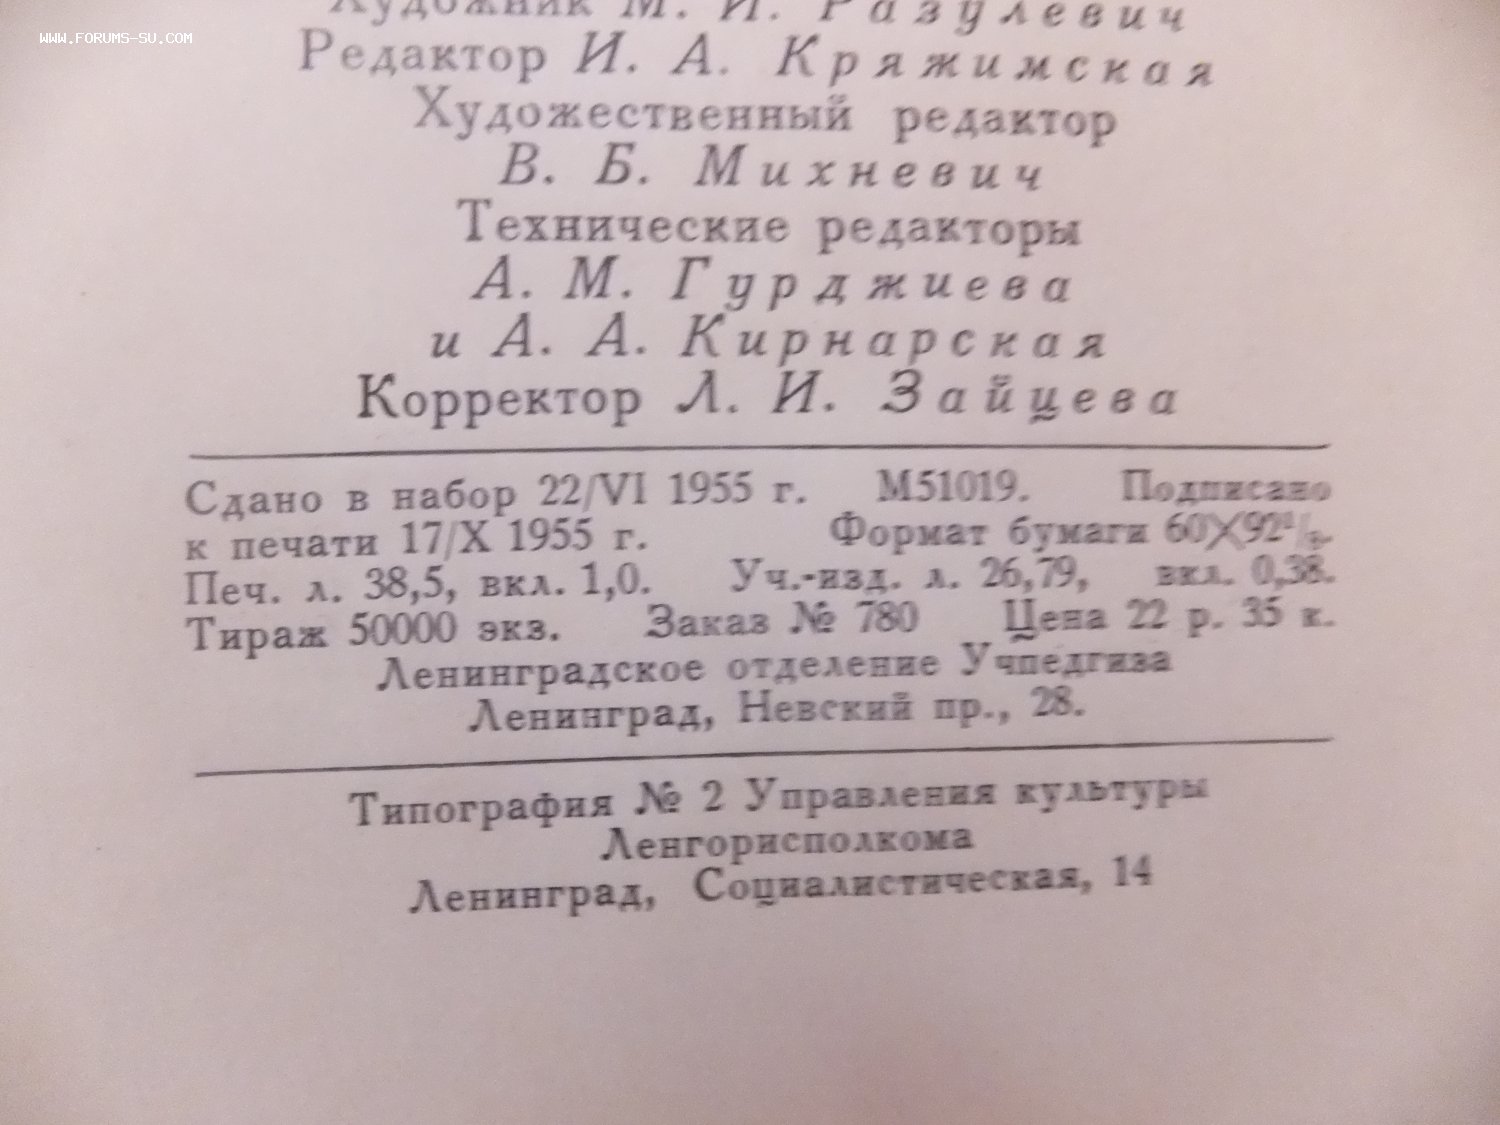 WWW.FORUMS-SU.COM
Художник М. И. Разулевич
Редактор И. А. Кряжимская
Художественный редактор
В. Б. Михневич
Технические редакторы
А. М. Гурджиева
и А. А. Кирнарская
Корректор Л. И. Зайцева
Сдано в набор 22/VI 1955 г. М51019. Подписано
к печати 17/X 1955 г. Формат бумаги
Печ. л. 38,5, вкл. 1,0. Уч.-изд. л. 26,79, вкл. 0,38.
Тираж 50000 экз. Заказ № 780 Цена 22 р. 35 к.
Ленинградское отделение Учпедгиза
Ленинград, Невский пр., 28.
Типография № 2 Управления культуры
Ленгорисполкома
Ленинград, Социалистическая, 14